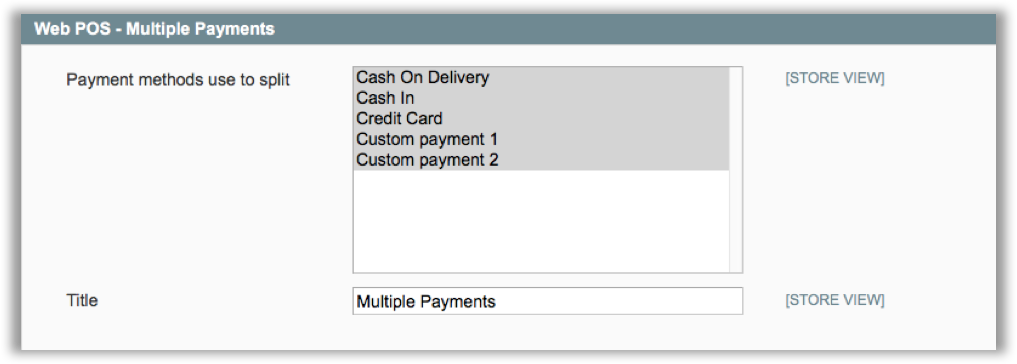 Web POS - Multiple Payments
Payment methods use to split
Cash On Delivery
[STORE VIEW]
Cash In
Credit Card
Custom payment 1
Custom payment 2
Title
Multiple Payments
[STORE VIEW]